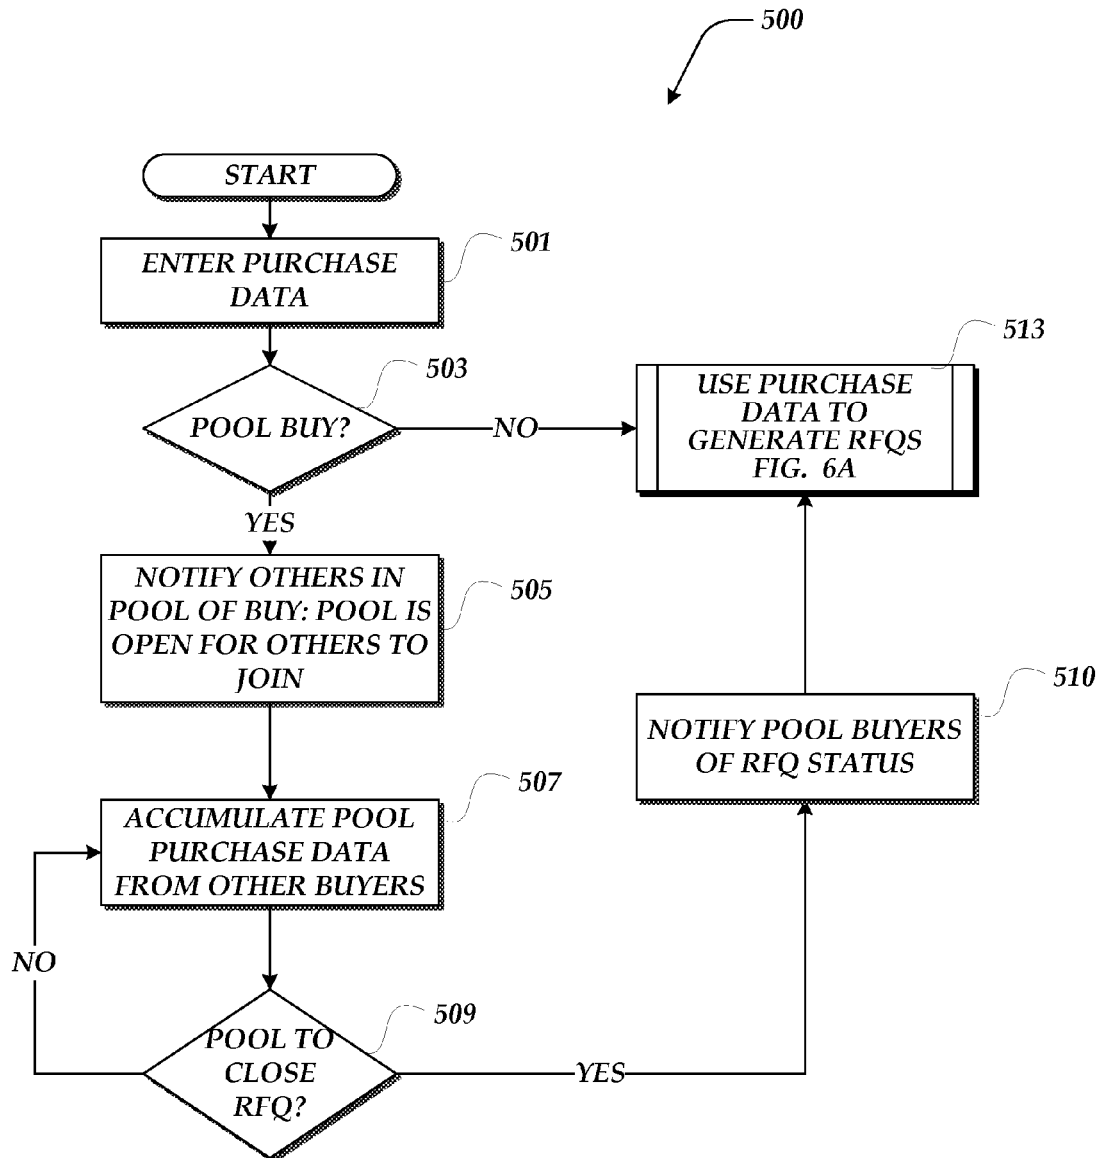 500
START
501
ENTER PURCHASE
DATA
503
POOL BUY?
NO
513
USE PURCHASE
DATA TO
GENERATE RFQS
FIG. 6A
YES
505
NOTIFY OTHERS IN
POOL OF BUY: POOL IS
OPEN FOR OTHERS TO
JOIN
510
NOTIFY POOL BUYERS
OF RFQ STATUS
507
ACCUMULATE POOL
PURCHASE DATA
FROM OTHER BUYERS
NO
509
POOL TO
CLOSE
RFQ?
YES